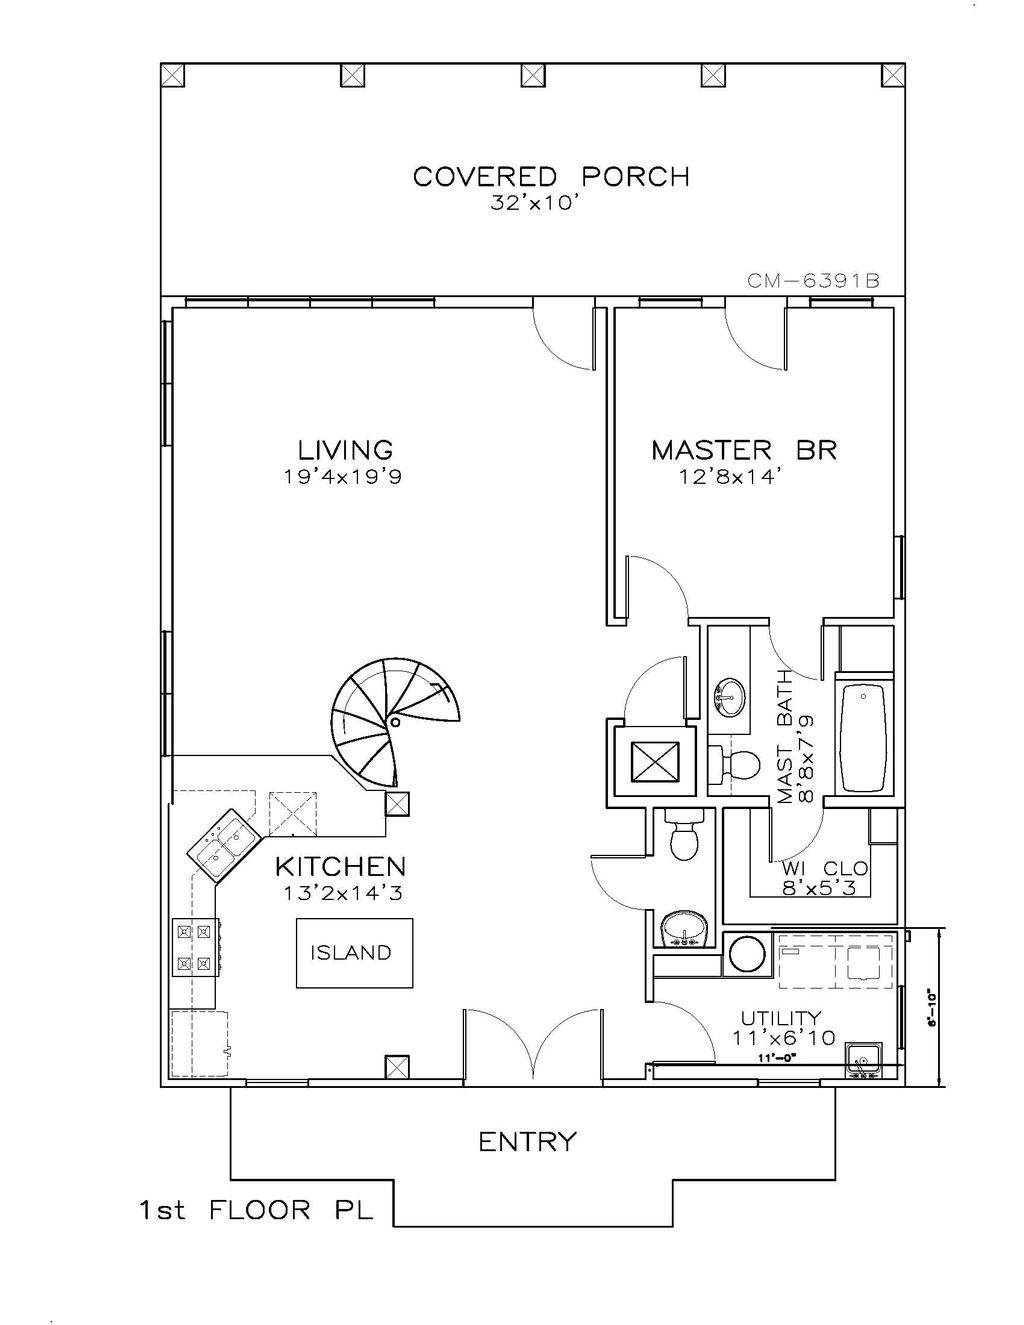 COVERED PORCH
32'x10'
CM-6391B
LIVING
19'4x19'9
MASTER BR
12'8x14'
MAST BATH
8'8x7'9
KITCHEN
13'2x14'3
WI CLO
8'x5'3
ISLAND
UTILITY
11'x6'10
11'-0"
6'-10"
ENTRY
1st FLOOR PL